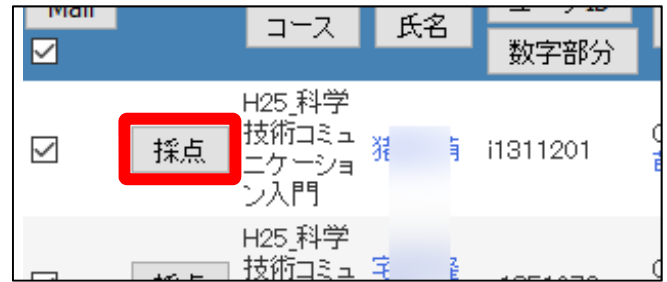 Mail
コース
氏名
数字部分
採点
H25_科学
技術コミュ
ニケーショ
ン入門
i1311201
H25_科学
技術コミュ